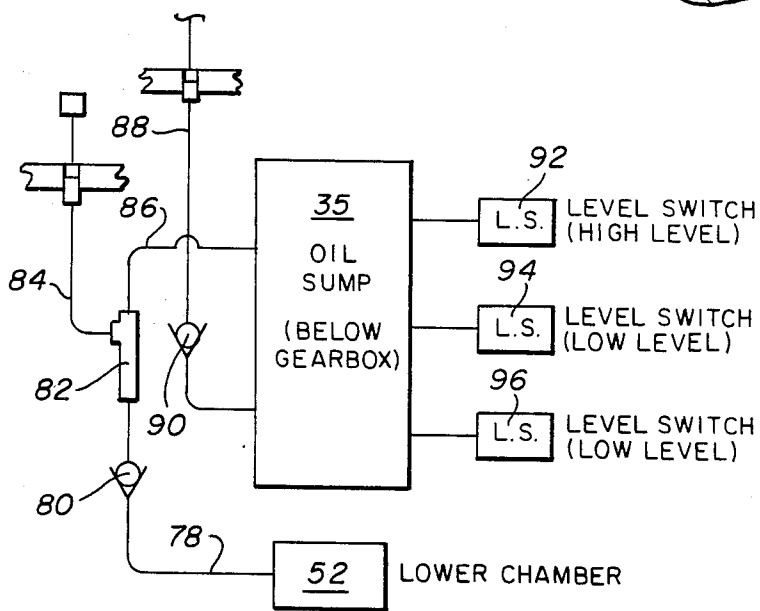 88
92
35
L.S.
LEVEL SWITCH
(HIGH LEVEL)
86
OIL
SUMP
84
94
L.S.
LEVEL SWITCH
(LOW LEVEL)
(BELOW
GEARBOX)
82
90
96
L.S.
LEVEL SWITCH
(LOW LEVEL)
80
78
52
LOWER CHAMBER